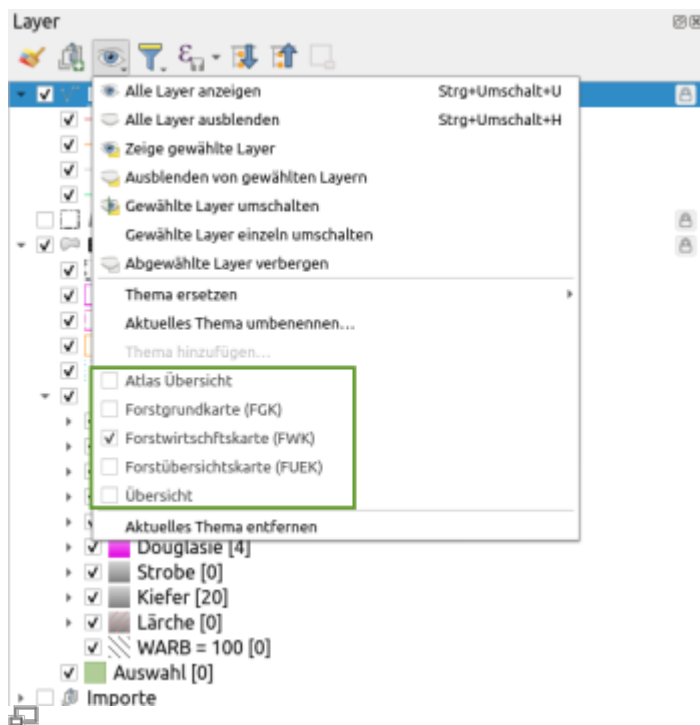 Layer
Alle Layer anzeigen Strg+Umschalt+U
Alle Layer ausblenden Strg+Umschalt+H
Zeige gewählte Layer
Ausblenden von gewählten Layern
Gewählte Layer umschalten
Gewählte Layer einzeln umschalten
Abgewählte Layer verbergen
Thema ersetzen
Aktuelles Thema umbenennen...
Thema hinzufügen...
Atlas Übersicht
Forstgrundkarte (FGK)
Forstwirtschftskarte (FWK)
Forstübersichtskarte (FUEK)
Übersicht
Aktuelles Thema entfernen
Douglasie [4]
Strobe [0]
Kiefer [20]
Lärche [0]
WARB = 100 [0]
Auswahl [0]
Importe